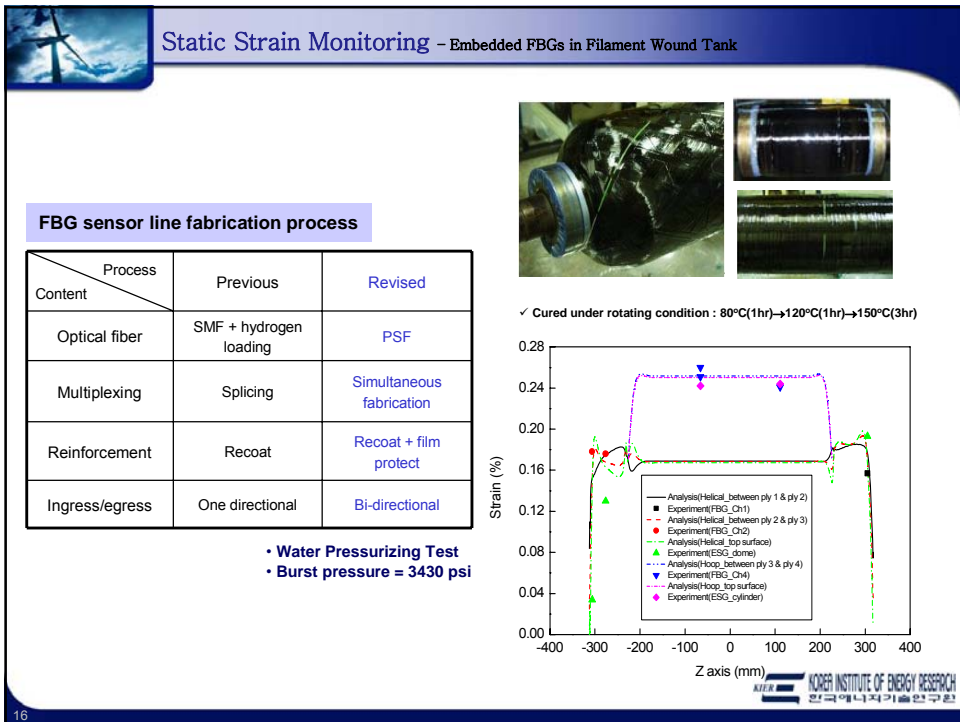 Static Strain Monitoring – Embedded FBGs in Filament Wound Tank
FBG sensor line fabrication process
Process
Content
Previous
Revised
Optical fiber
SMF + hydrogen
loading
PSF
Multiplexing
Splicing
Simultaneous
fabrication
Reinforcement
Recoat
Recoat + film
protect
Ingress/egress
One directional
Bi-directional
• Water Pressurizing Test
• Burst pressure = 3430 psi
✓ Cured under rotating condition : 80°C(1hr)→120°C(1hr)→150°C(3hr)
0.28
0.24
0.20
0.16
0.12
0.08
0.04
0.00
Strain (%)
Analysis(Helical_between ply 1 & ply 2)
Experiment(FBG_Ch1)
Analysis(Helical_between ply 2 & ply 3)
Experiment(FBG_Ch2)
Analysis(Helical_top surface)
Experiment(ESG_dome)
Analysis(Hoop_between ply 3 & ply 4)
Experiment(FBG_Ch4)
Analysis(Hoop_top surface)
Experiment(ESG_cylinder)
-400 -300 -200 -100 0 100 200 300 400
Z axis (mm)
KIER
KOREA INSTITUTE OF ENERGY RESEARCH
한국에너지기술연구원
16